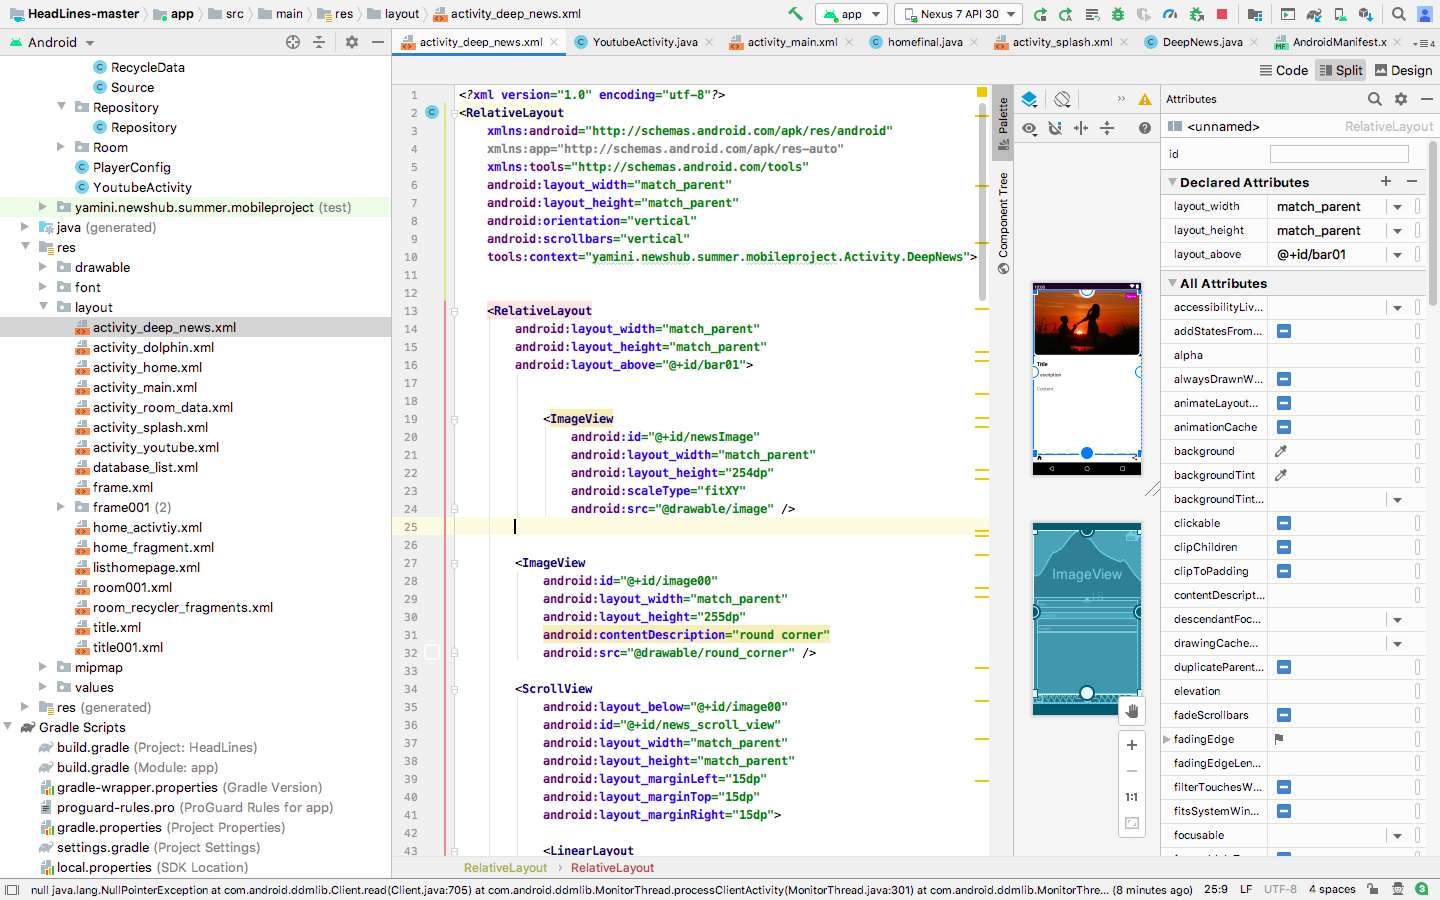 HeadLines-master app src main res layout activity_deep_news.xml
app Nexus 7 API 30
Android
activity_deep_news.xml YoutubeActivity.java activity_main.xml homefinal.java activity_splash.xml DeepNews.java AndroidManifest.x
4
Code Split Design
RecycleData
Source
Repository
Repository
Room
PlayerConfig
YoutubeActivity
yamini.newshub.summer.mobileproject (test)
java (generated)
res
drawable
font
layout
activity_deep_news.xml
activity_dolphin.xml
activity_home.xml
activity_main.xml
activity_room_data.xml
activity_splash.xml
activity_youtube.xml
database_list.xml
frame.xml
frame001 (2)
home_activtiy.xml
home_fragment.xml
listhomepage.xml
room001.xml
room_recycler_fragments.xml
title.xml
title001.xml
mipmap
values
res (generated)
Gradle Scripts
build.gradle (Project: HeadLines)
build.gradle (Module: app)
gradle-wrapper.properties (Gradle Version)
proguard-rules.pro (ProGuard Rules for app)
gradle.properties (Project Properties)
settings.gradle (Project Settings)
local.properties (SDK Location)
1 <?xml version="1.0" encoding="utf-8"?>
2 <RelativeLayout
3 xmlns:android="http://schemas.android.com/apk/res/android"
4 xmlns:app="http://schemas.android.com/apk/res-auto"
5 xmlns:tools="http://schemas.android.com/tools"
6 android:layout_width="match_parent"
7 android:layout_height="match_parent"
8 android:orientation="vertical"
9 android:scrollbars="vertical"
10 tools:context="yamini.newshub.summer.mobileproject.Activity.DeepNews">
11
12
13 <RelativeLayout
14 android:layout_width="match_parent"
15 android:layout_height="match_parent"
16 android:layout_above="@+id/bar01">
17
18
19 <ImageView
20 android:id="@+id/newsImage"
21 android:layout_width="match_parent"
22 android:layout_height="254dp"
23 android:scaleType="fitXY"
24 android:src="@drawable/image" />
25
26
27 <ImageView
28 android:id="@+id/image00"
29 android:layout_width="match_parent"
30 android:layout_height="255dp"
31 android:contentDescription="round corner"
32 android:src="@drawable/round_corner" />
33
34 <ScrollView
35 android:layout_below="@+id/image00"
36 android:id="@+id/news_scroll_view"
37 android:layout_width="match_parent"
38 android:layout_height="match_parent"
39 android:layout_marginLeft="15dp"
40 android:layout_marginTop="15dp"
41 android:layout_marginRight="15dp">
42
43 <LinearLayout
RelativeLayout › RelativeLayout
Palette
Component Tree
Title
escription
Content
ImageView
1:1
Attributes
<unnamed> RelativeLayout
id
Declared Attributes
layout_width match_parent
layout_height match_parent
layout_above @+id/bar01
All Attributes
accessibilityLiv...
addStatesFrom...
alpha
alwaysDrawnW...
animateLayout...
animationCache
background
backgroundTint
backgroundTint...
clickable
clipChildren
clipToPadding
contentDescript...
descendantFoc...
drawingCache...
duplicateParent...
elevation
fadeScrollbars
fadingEdge
fadingEdgeLen...
filterTouchesW...
fitsSystemWin...
focusable
null java.lang.NullPointerException at com.android.ddmlib.Client.read(Client.java:705) at com.android.ddmlib.MonitorThread.processClientActivity(MonitorThread.java:301) at com.android.ddmlib.MonitorThre... (8 minutes ago) 25:9 LF UTF-8 4 spaces 3